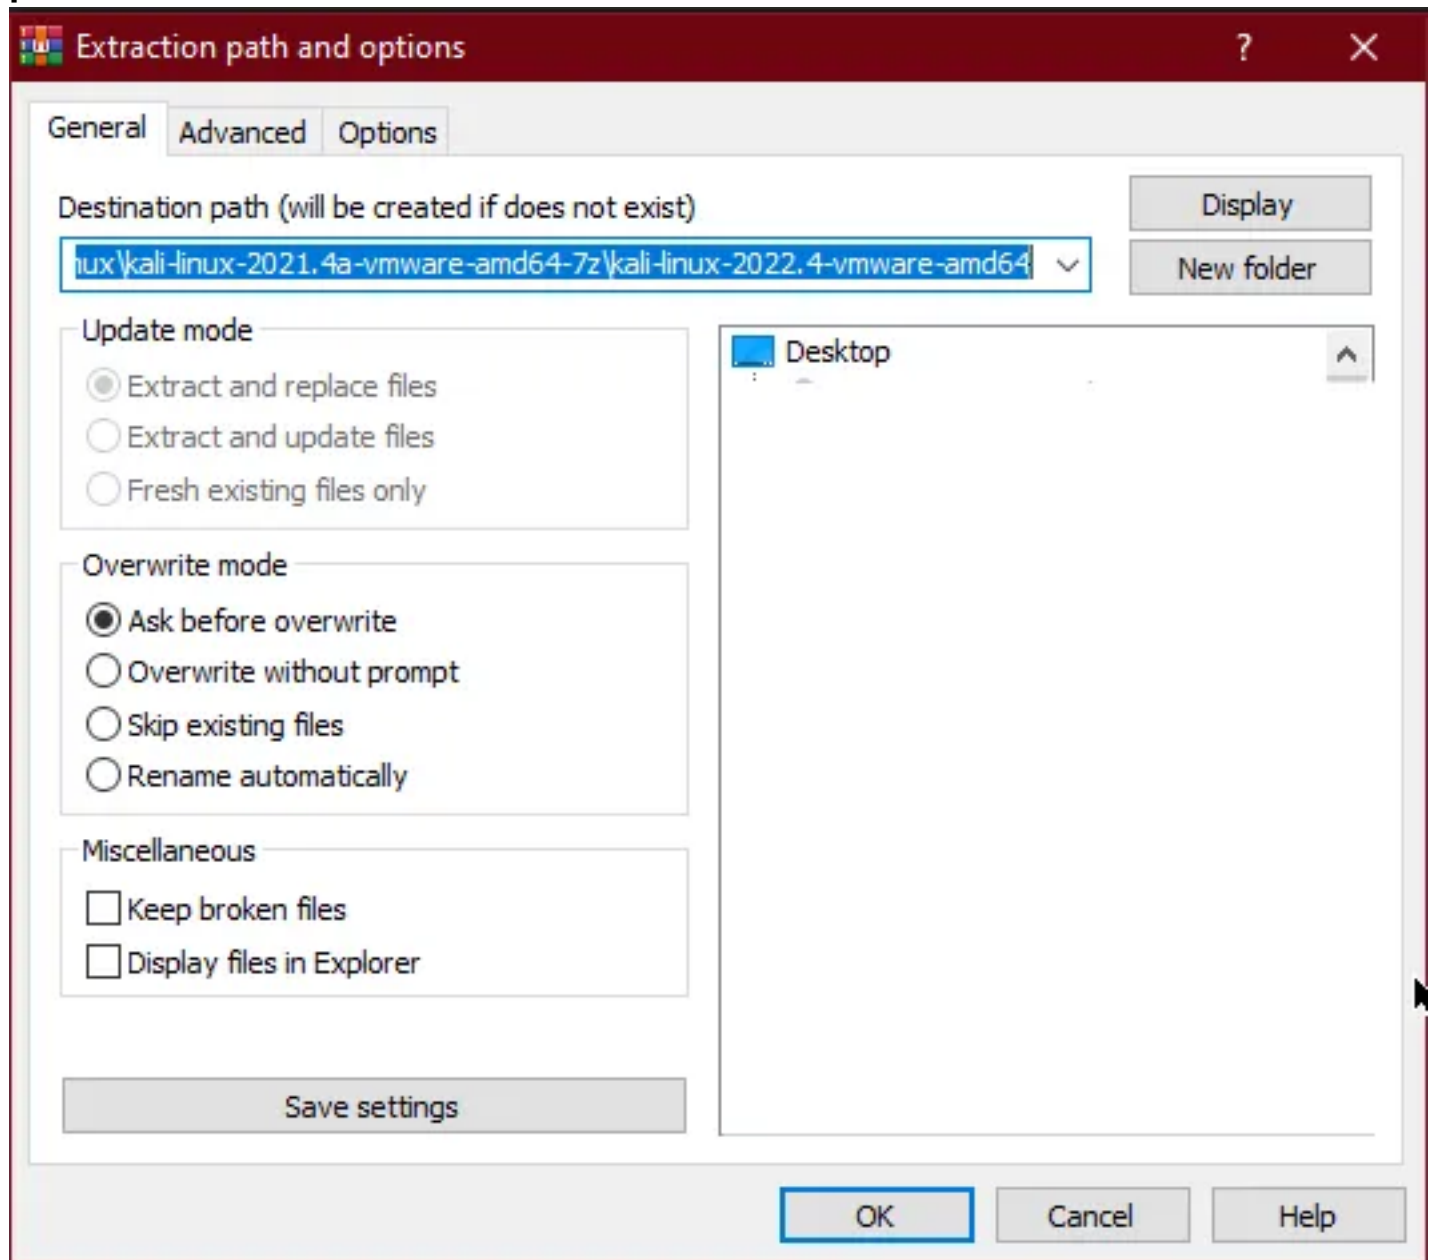 Extraction path and options ?
General Advanced Options
Destination path (will be created if does not exist)
Display
\kali-linux-2021.4a-vmware-amd64-7z\kali-linux-2022.4-vmware-amd64
New folder
Update mode
Extract and replace files
Extract and update files
Fresh existing files only
Desktop
Overwrite mode
Ask before overwrite
Overwrite without prompt
Skip existing files
Rename automatically
Miscellaneous
Keep broken files
Display files in Explorer
Save settings
OK Cancel Help